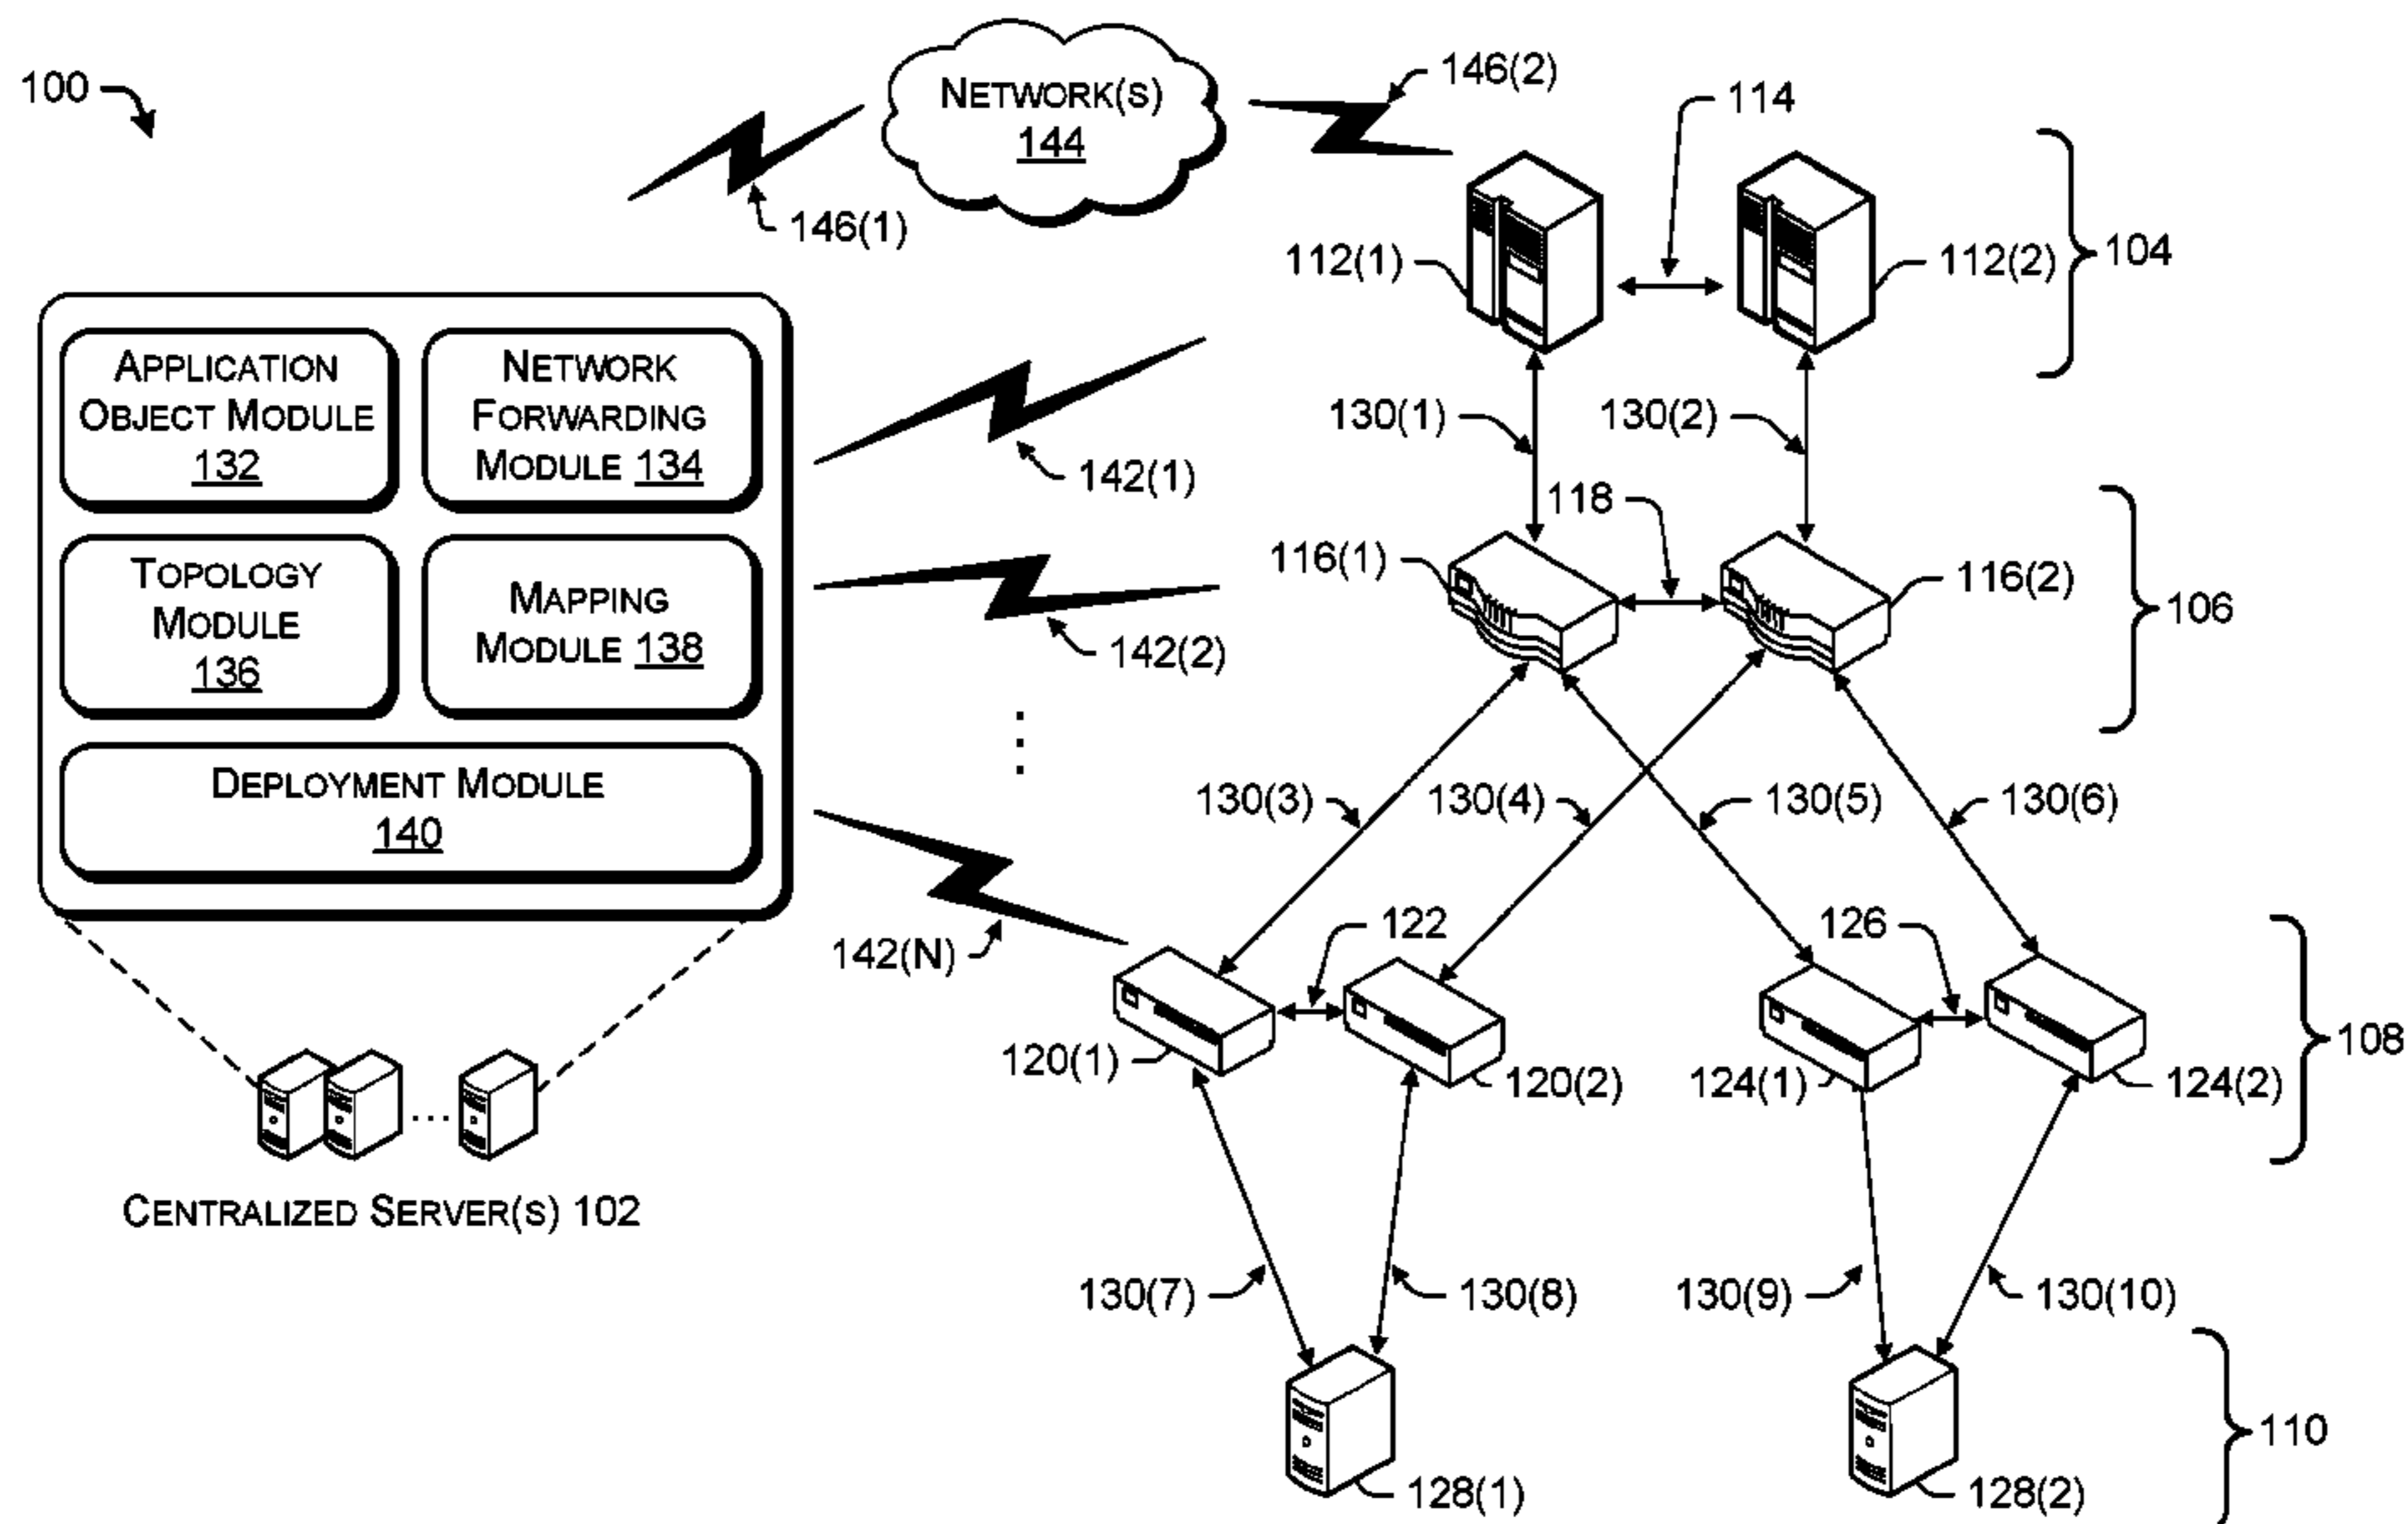 100
NETWORK(S)
144
146(1)
146(2)
114
112(1)
112(2)
104
APPLICATION
OBJECT MODULE
132
NETWORK
FORWARDING
MODULE 134
TOPOLOGY
MODULE
136
MAPPING
MODULE 138
DEPLOYMENT MODULE
140
CENTRALIZED SERVER(S) 102
142(1)
142(2)
142(N)
130(1)
130(2)
118
116(1)
116(2)
106
130(3)
130(4)
130(5)
130(6)
122
126
120(1)
120(2)
124(1)
124(2)
108
130(7)
130(8)
130(9)
130(10)
128(1)
128(2)
110